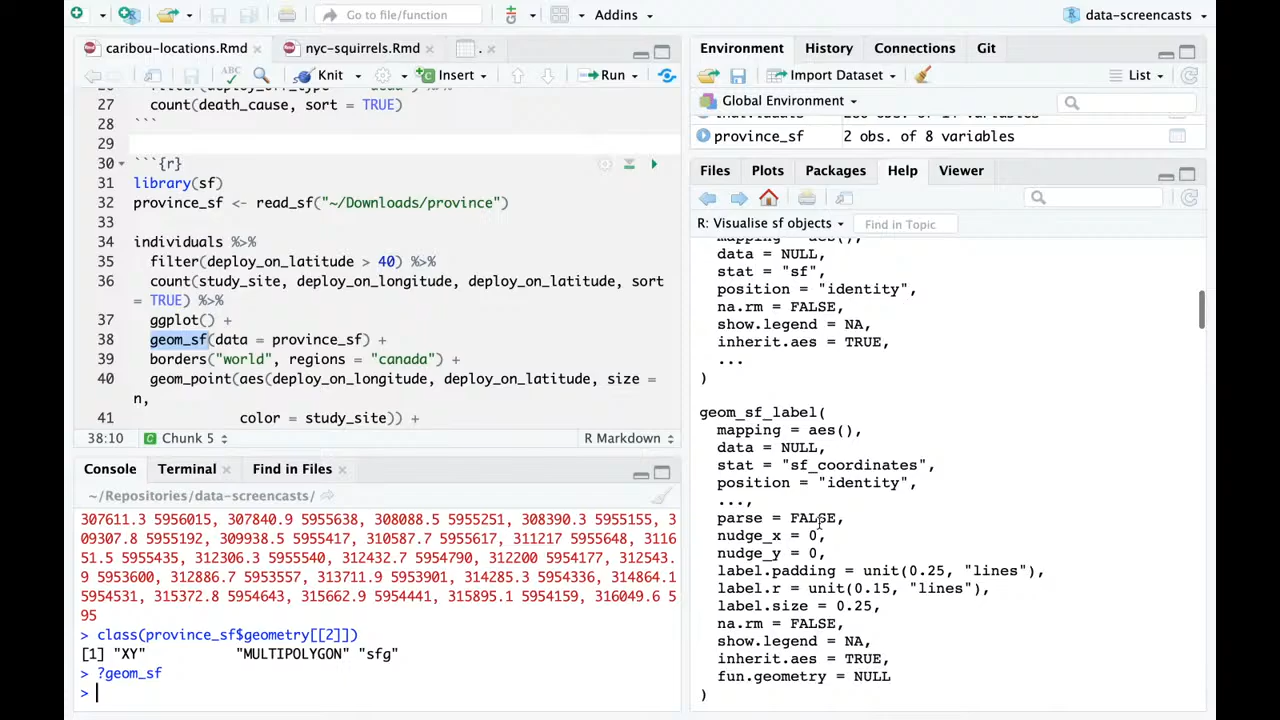 Go to file/function
Addins
data-screencasts
caribou-locations.Rmd
nyc-squirrels.Rmd
.
ABC
Knit
Insert
Run
27 count(death_cause, sort = TRUE)
28 ```
29
30 ```{r}
31 library(sf)
32 province_sf <- read_sf("~/Downloads/province")
33
34 individuals %>%
35 filter(deploy_on_latitude > 40) %>%
36 count(study_site, deploy_on_longitude, deploy_on_latitude, sort
= TRUE) %>%
37 ggplot() +
38 geom_sf(data = province_sf) +
39 borders("world", regions = "canada") +
40 geom_point(aes(deploy_on_longitude, deploy_on_latitude, size =
n,
41 color = study_site)) +
38:10 Chunk 5 R Markdown
Console Terminal Find in Files
~/Repositories/data-screencasts/
307611.3 5956015, 307840.9 5955638, 308088.5 5955251, 308390.3 5955155, 3
09307.8 5955192, 309938.5 5955417, 310587.7 5955617, 311217 5955648, 3116
51.5 5955435, 312306.3 5955540, 312432.7 5954790, 312200 5954177, 312543.
9 5953600, 312886.7 5953557, 313711.9 5953901, 314285.3 5954336, 314864.1
5954531, 315372.8 5954643, 315662.9 5954441, 315895.1 5954159, 316049.6 5
95
> class(province_sf$geometry[[2]])
[1] "XY" "MULTIPOLYGON" "sfg"
> ?geom_sf
>
Environment History Connections Git
Import Dataset List
Global Environment
province_sf 2 obs. of 8 variables
Files Plots Packages Help Viewer
R: Visualise sf objects Find in Topic
mapping = aes(),
data = NULL,
stat = "sf",
position = "identity",
na.rm = FALSE,
show.legend = NA,
inherit.aes = TRUE,
...
)
geom_sf_label(
mapping = aes(),
data = NULL,
stat = "sf_coordinates",
position = "identity",
...,
parse = FALSE,
nudge_x = 0,
nudge_y = 0,
label.padding = unit(0.25, "lines"),
label.r = unit(0.15, "lines"),
label.size = 0.25,
na.rm = FALSE,
show.legend = NA,
inherit.aes = TRUE,
fun.geometry = NULL
)